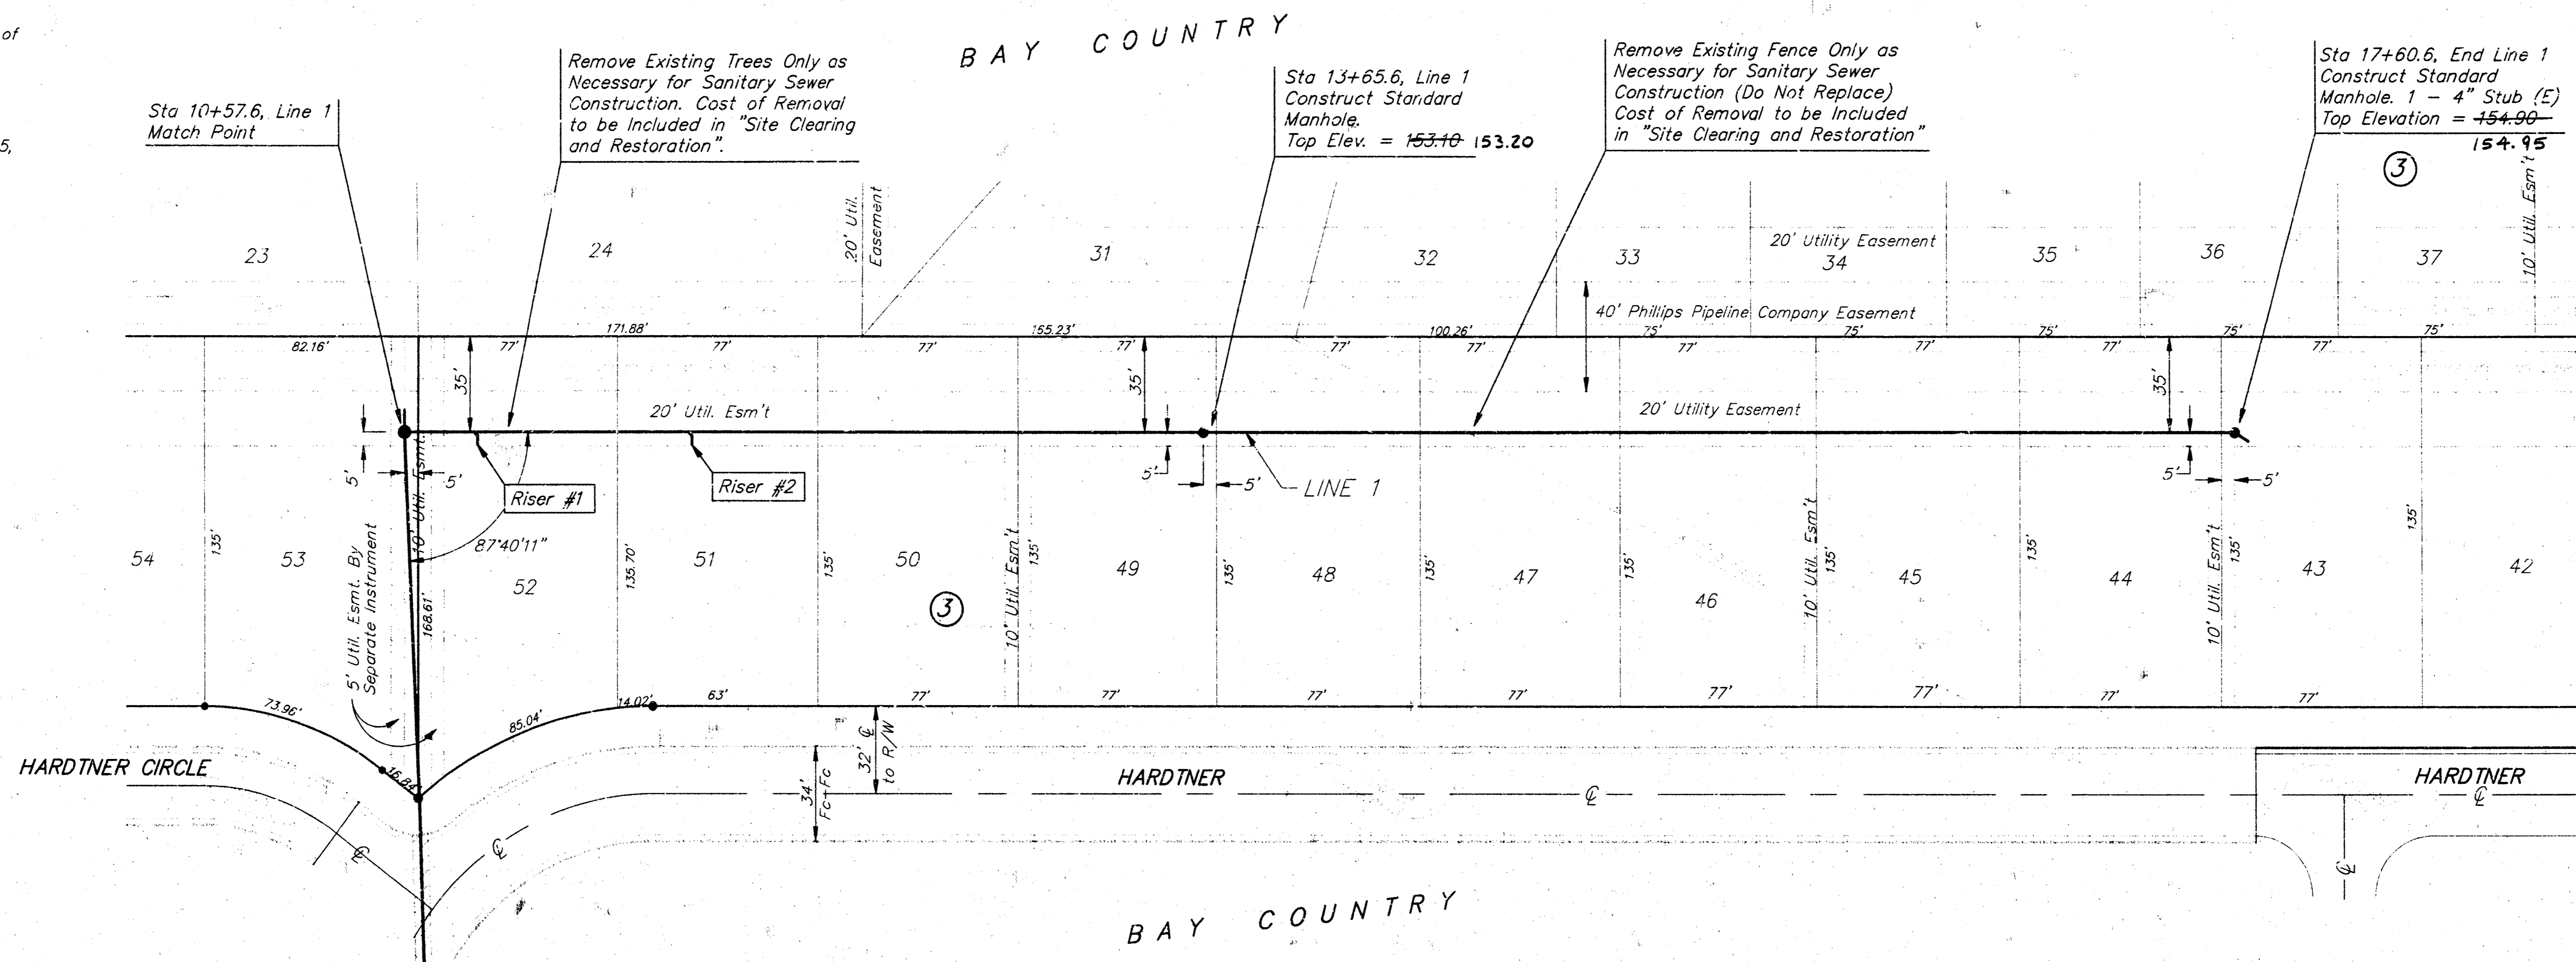 of
5,
BAY COUNTRY
Sta 10+57.6, Line 1
Match Point
Remove Existing Trees Only as
Necessary for Sanitary Sewer
Construction. Cost of Removal
to be Included in "Site Clearing
and Restoration".
Sta 13+65.6, Line 1
Construct Standard
Manhole.
Top Elev. = 153.10 153.20
Remove Existing Fence Only as
Necessary for Sanitary Sewer
Construction (Do Not Replace)
Cost of Removal to be Included
in "Site Clearing and Restoration"
Sta 17+60.6, End Line 1
Construct Standard
Manhole. 1 - 4" Stub (E)
Top Elevation = 154.90
154.95
3
23
24
20' Util.
Easement
31
32
33
20' Utility Easement
34
35
36
37
10' Util. Esm't
40' Phillips Pipeline Company Easement
171.88'
155.23'
100.26'
75'
75'
75'
75'
75'
82.16'
77'
77'
77'
77'
77'
77'
77'
77'
77'
77'
35'
35'
35'
20' Util. Esm't
20' Utility Easement
5'
5'
Riser #1
Riser #2
5'
5'
LINE 1
5'
5'
87°40'11"
10' Util. Esmt.
5' Util. Esmt. By
Separate Instrument
54
135'
53
168.61'
52
135.70'
51
135'
50
3
10' Util. Esm't
135'
49
135'
48
135'
47
135'
46
10' Util. Esm't
135'
45
135'
44
10' Util. Esm't
135'
43
135'
42
73.96'
16.84'
85.04'
14.02'
63'
77'
77'
77'
77'
77'
77'
77'
77'
HARDTNER CIRCLE
34'
Fc-Fc
32' ℄
to R/W
HARDTNER
℄
HARDTNER
℄
℄
℄
℄
BAY COUNTRY